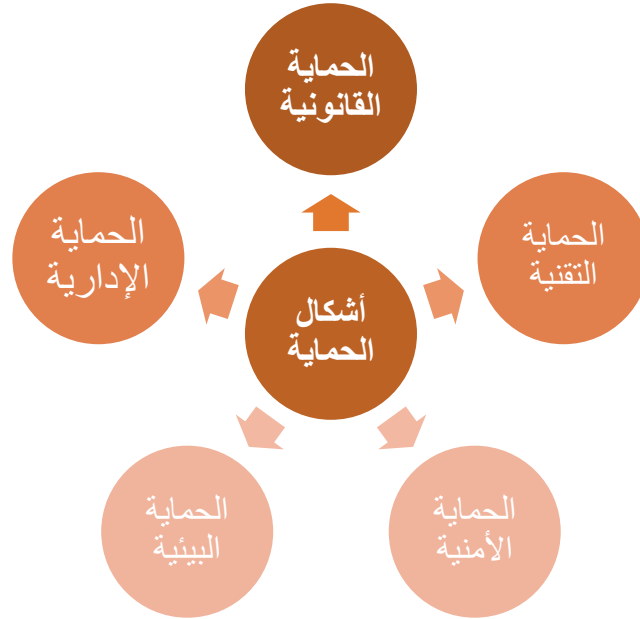 الحماية
القانونية
الحماية
التقنية
الحماية
الإدارية
أشكال
الحماية
الحماية
الأمنية
الحماية
البيئية